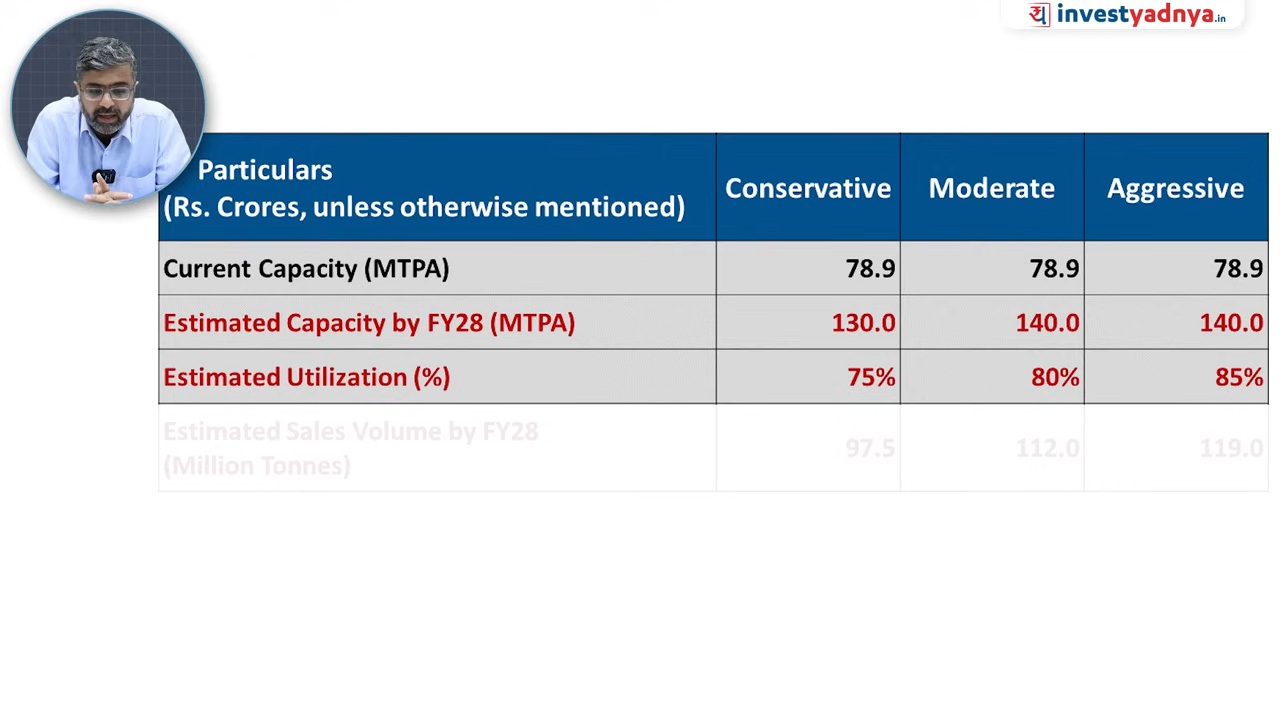 investyadnya.in
Particulars
(Rs. Crores, unless otherwise mentioned)
Conservative
Moderate
Aggressive
Current Capacity (MTPA) 78.9 78.9 78.9
Estimated Capacity by FY28 (MTPA) 130.0 140.0 140.0
Estimated Utilization (%) 75% 80% 85%
Estimated Sales Volume by FY28
(Million Tonnes) 97.5 112.0 119.0